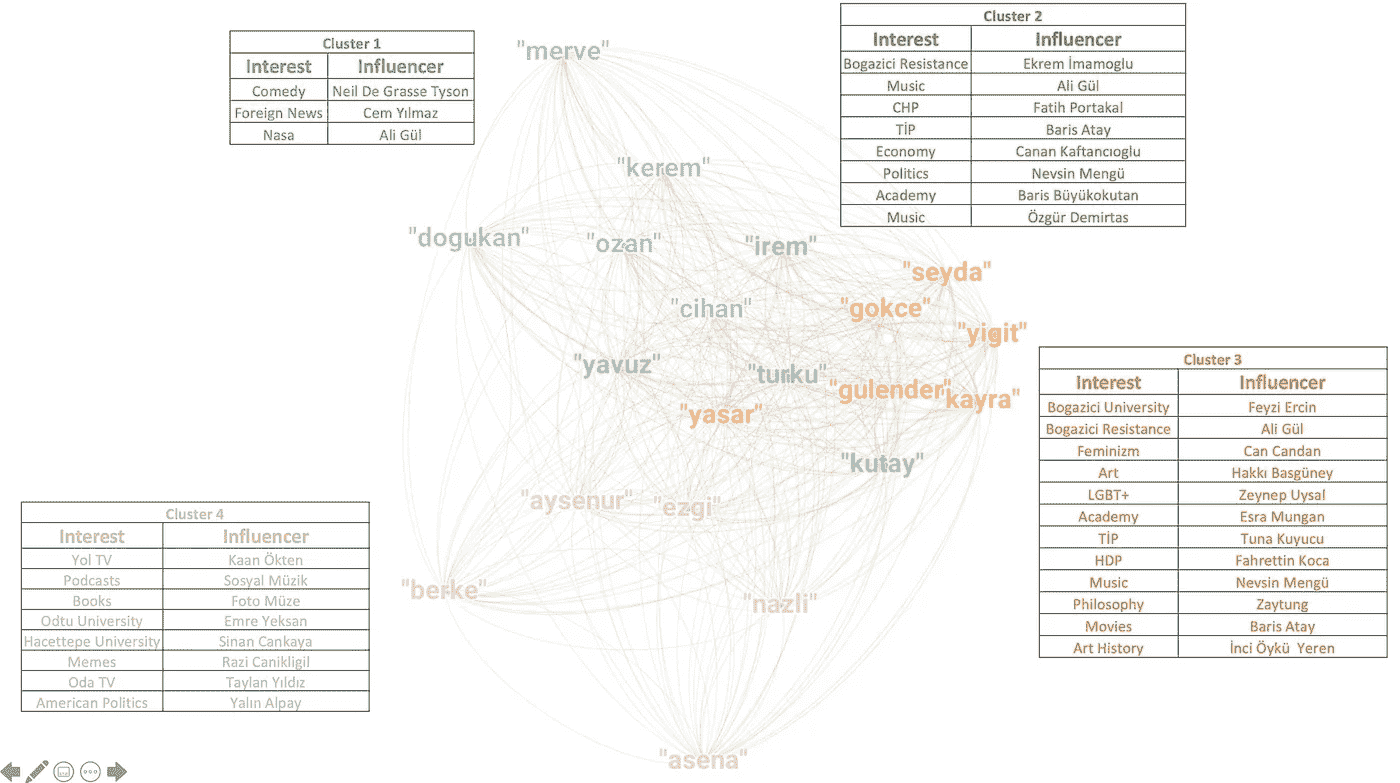 Cluster 1
Interest Influencer
Comedy Neil De Grasse Tyson
Foreign News Cem Yılmaz
Nasa Ali Gül
Cluster 2
Interest Influencer
Bogazici Resistance Ekrem İmamoglu
Music Ali Gül
CHP Fatih Portakal
TİP Baris Atay
Economy Canan Kaftancıoglu
Politics Nevsin Mengü
Academy Baris Büyükokutan
Music Özgür Demirtas
"merve"
"kerem"
"dogukan"
"ozan"
"irem"
"seyda"
"cihan"
"gokce"
"yigit"
"yavuz"
"turku"
"gulender"
"kayra"
"yasar"
"kutay"
"aysenur"
"ezgi"
"berke"
"nazli"
"asena"
Cluster 3
Interest Influencer
Bogazici University Feyzi Ercin
Bogazici Resistance Ali Gül
Feminizm Can Candan
Art Hakkı Basgüney
LGBT+ Zeynep Uysal
Academy Esra Mungan
TİP Tuna Kuyucu
HDP Fahrettin Koca
Music Nevsin Mengü
Philosophy Zaytung
Movies Baris Atay
Art History İnci Öykü Yeren
Cluster 4
Interest Influencer
Yol TV Kaan Ökten
Podcasts Sosyal Müzik
Books Foto Müze
Odtu University Emre Yeksan
Hacettepe University Sinan Cankaya
Memes Razi Canikligil
Oda TV Taylan Yıldız
American Politics Yalın Alpay